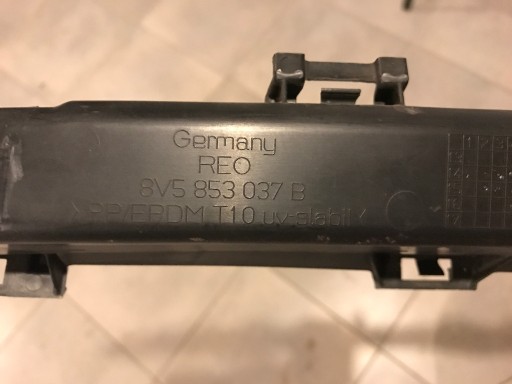 Germany
REO
8V5 853 037 B
>PP/EPDM T10 uv-stabil<